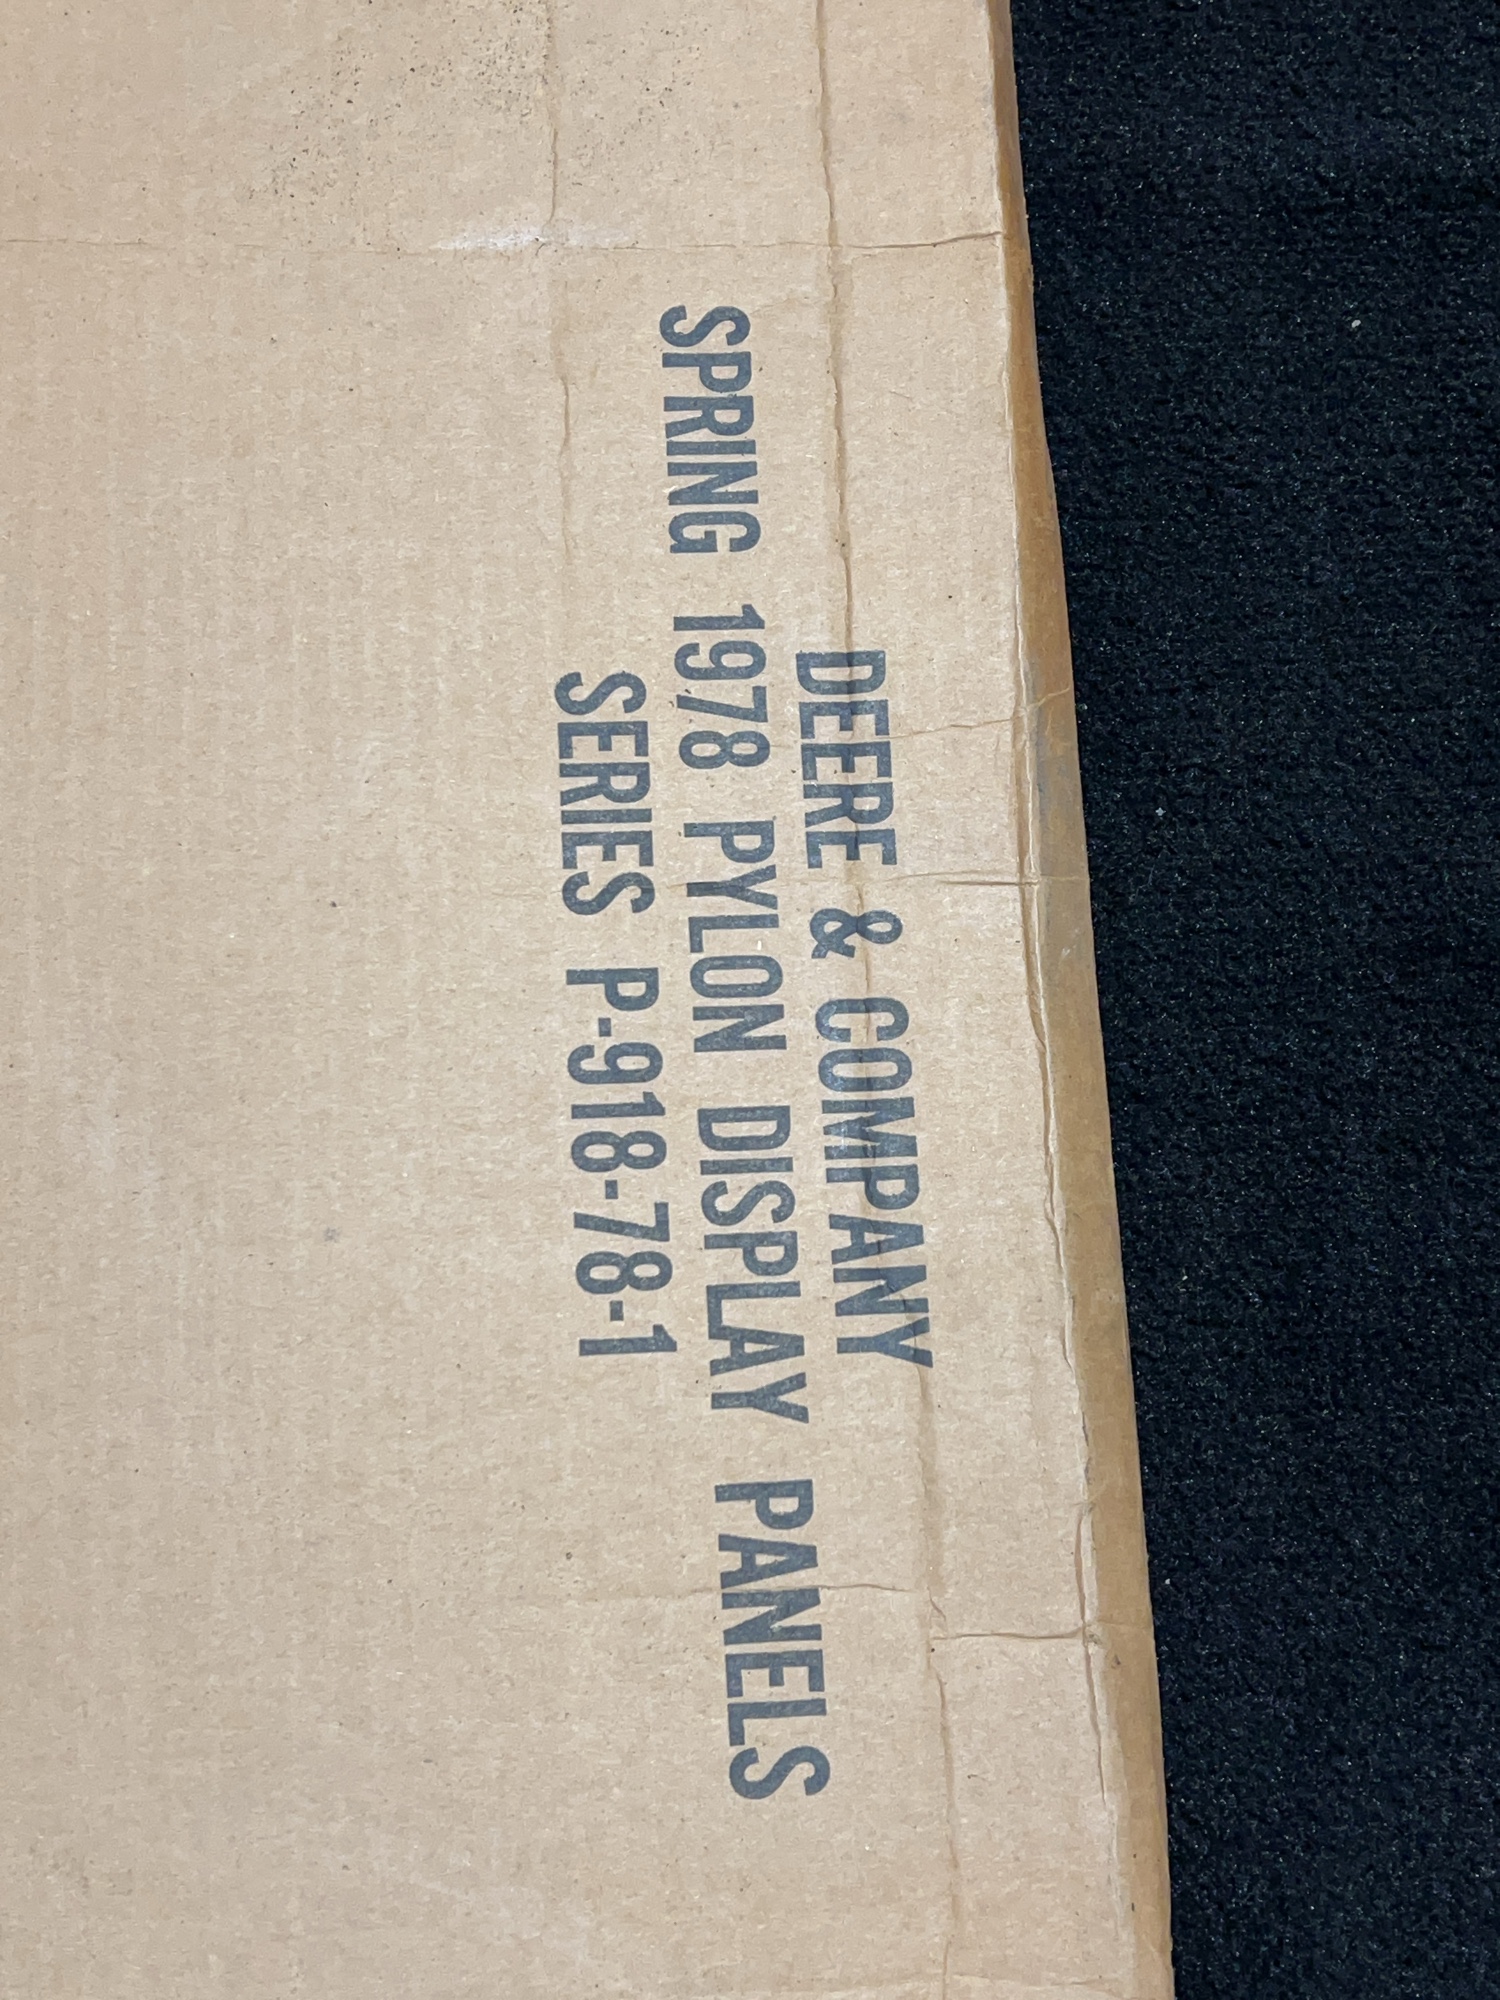 DEERE & COMPANY
SPRING 1978 PYLON DISPLAY PANELS
SERIES P-918-78-1